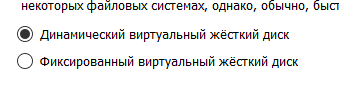 некоторых файловых системах, однако, обычно, быст
Динамический виртуальный жёсткий диск
Фиксированный виртуальный жёсткий диск